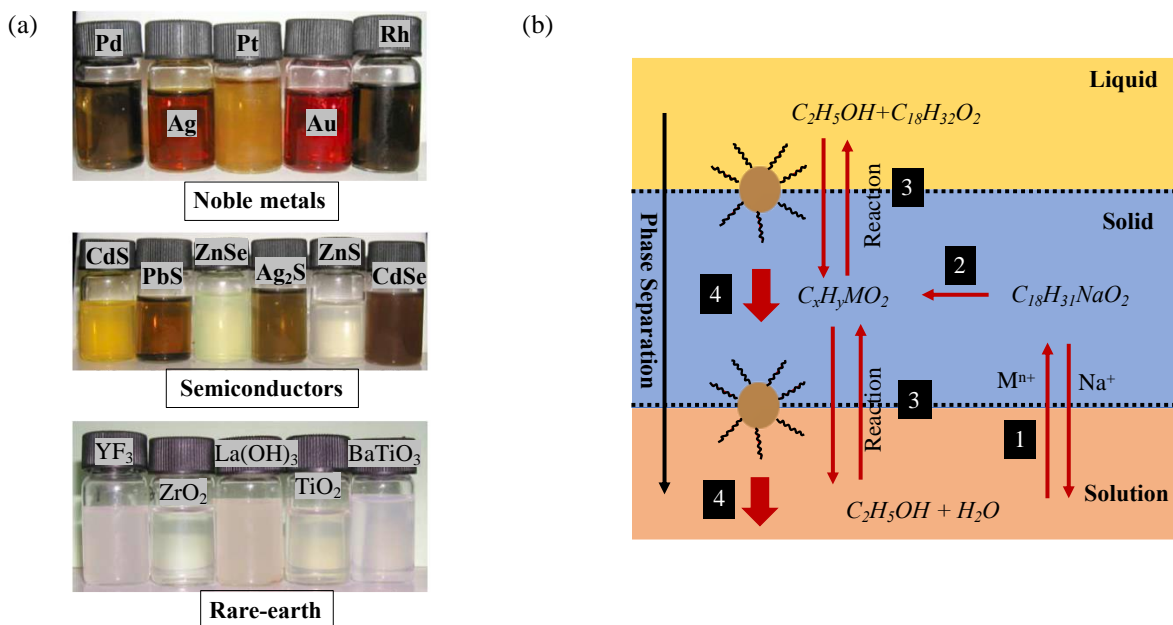 (a)
Pd
Pt
Rh
Ag
Au
Noble metals
CdS
PbS
ZnSe
Ag₂S
ZnS
CdSe
Semiconductors
YF₃
ZrO₂
La(OH)₃
TiO₂
BaTiO₃
Rare-earth
(b)
Liquid
C₂H₅OH+C₁₈H₃₂O₂
Reaction
3
Solid
Phase Separation
2
4
CₓHᵧMO₂
C₁₈H₃₁NaO₂
Mⁿ⁺
Na⁺
Reaction
3
1
4
Solution
C₂H₅OH + H₂O